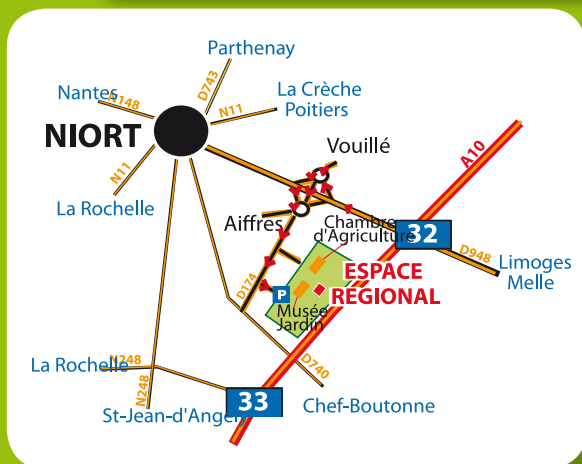 Parthenay
Nantes
N148
D743
La Crèche
Poitiers
N11
NIORT
Vouillé
A10
N11
La Rochelle
Aiffres
Chambre
d'Agriculture
32
D948
Limoges
Melle
ESPACE
RÉGIONAL
D174
P
Musée
Jardin
La Rochelle
N248
D740
N248
33
St-Jean-d'Angely
Chef-Boutonne